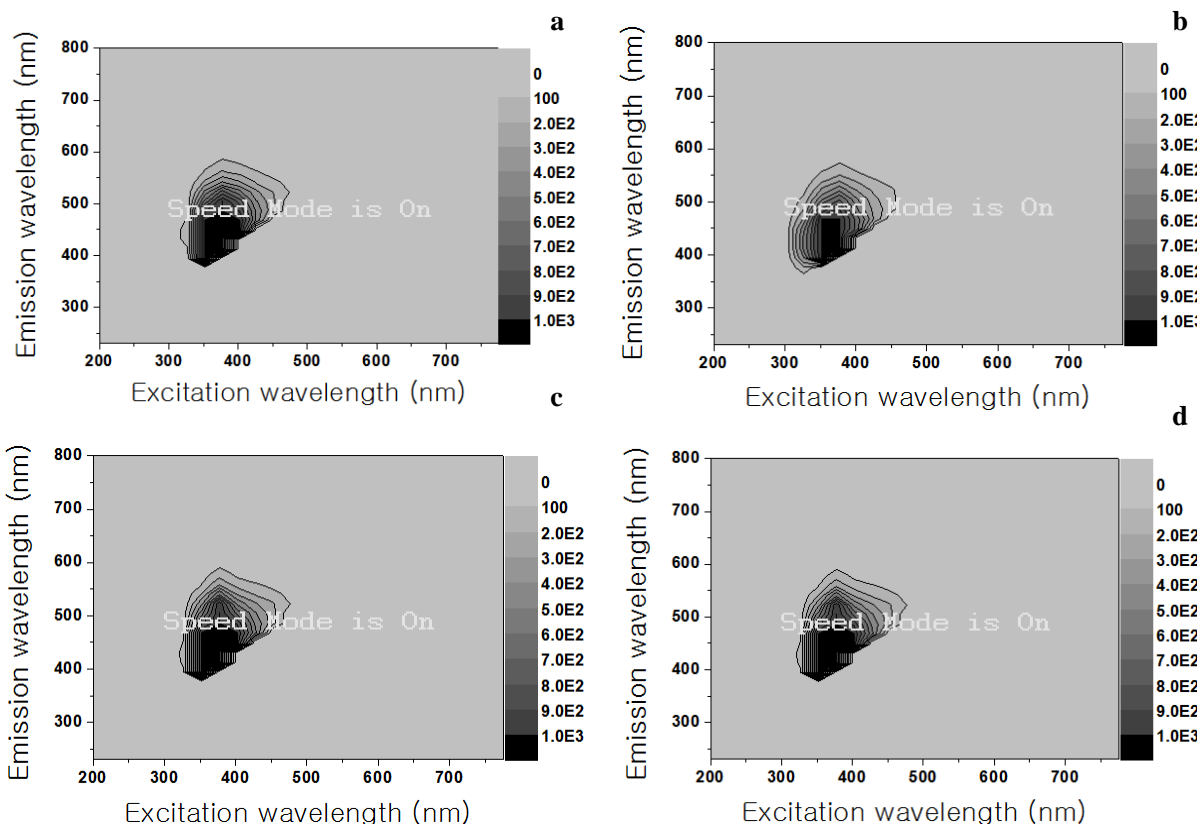 a
800
700
600
500
400
300
200 300 400 500 600 700
Emission wavelength (nm)
Excitation wavelength (nm)
Speed Mode is On
0
100
2.0E2
3.0E2
4.0E2
5.0E2
6.0E2
7.0E2
8.0E2
9.0E2
1.0E3
b
800
700
600
500
400
300
200 300 400 500 600 700
Emission wavelength (nm)
Excitation wavelength (nm)
Speed Mode is On
0
100
2.0E2
3.0E2
4.0E2
5.0E2
6.0E2
7.0E2
8.0E2
9.0E2
1.0E3
c
800
700
600
500
400
300
200 300 400 500 600 700
Emission wavelength (nm)
Excitation wavelength (nm)
Speed Mode is On
0
100
2.0E2
3.0E2
4.0E2
5.0E2
6.0E2
7.0E2
8.0E2
9.0E2
1.0E3
d
800
700
600
500
400
300
200 300 400 500 600 700
Emission wavelength (nm)
Excitation wavelength (nm)
Speed Mode is On
0
100
2.0E2
3.0E2
4.0E2
5.0E2
6.0E2
7.0E2
8.0E2
9.0E2
1.0E3